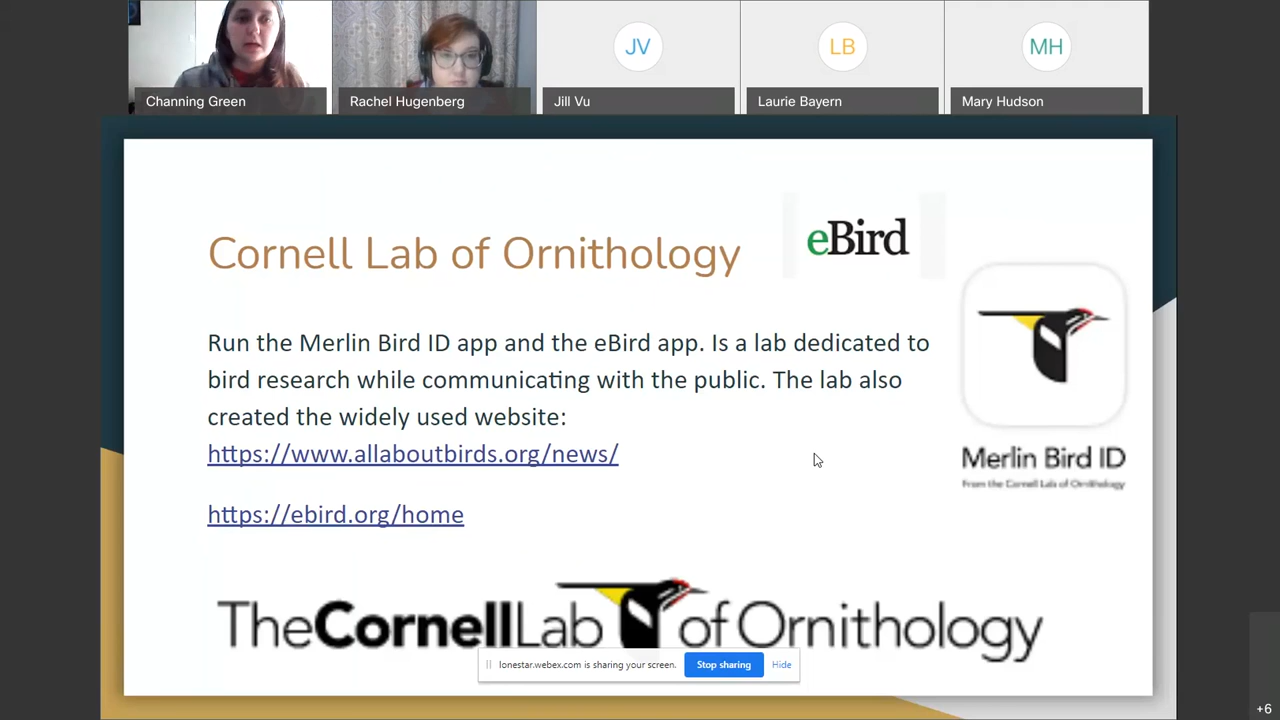 JV
LB
MH
Channing Green
Rachel Hugenberg
Jill Vu
Laurie Bayern
Mary Hudson
Cornell Lab of Ornithology
eBird
Run the Merlin Bird ID app and the eBird app. Is a lab dedicated to
bird research while communicating with the public. The lab also
created the widely used website:
https://www.allaboutbirds.org/news/
https://ebird.org/home
Merlin Bird ID
From the Cornell Lab of Ornithology
TheCornellLab of Ornithology
lonestar.webex.com is sharing your screen.
Stop sharing
Hide
+6